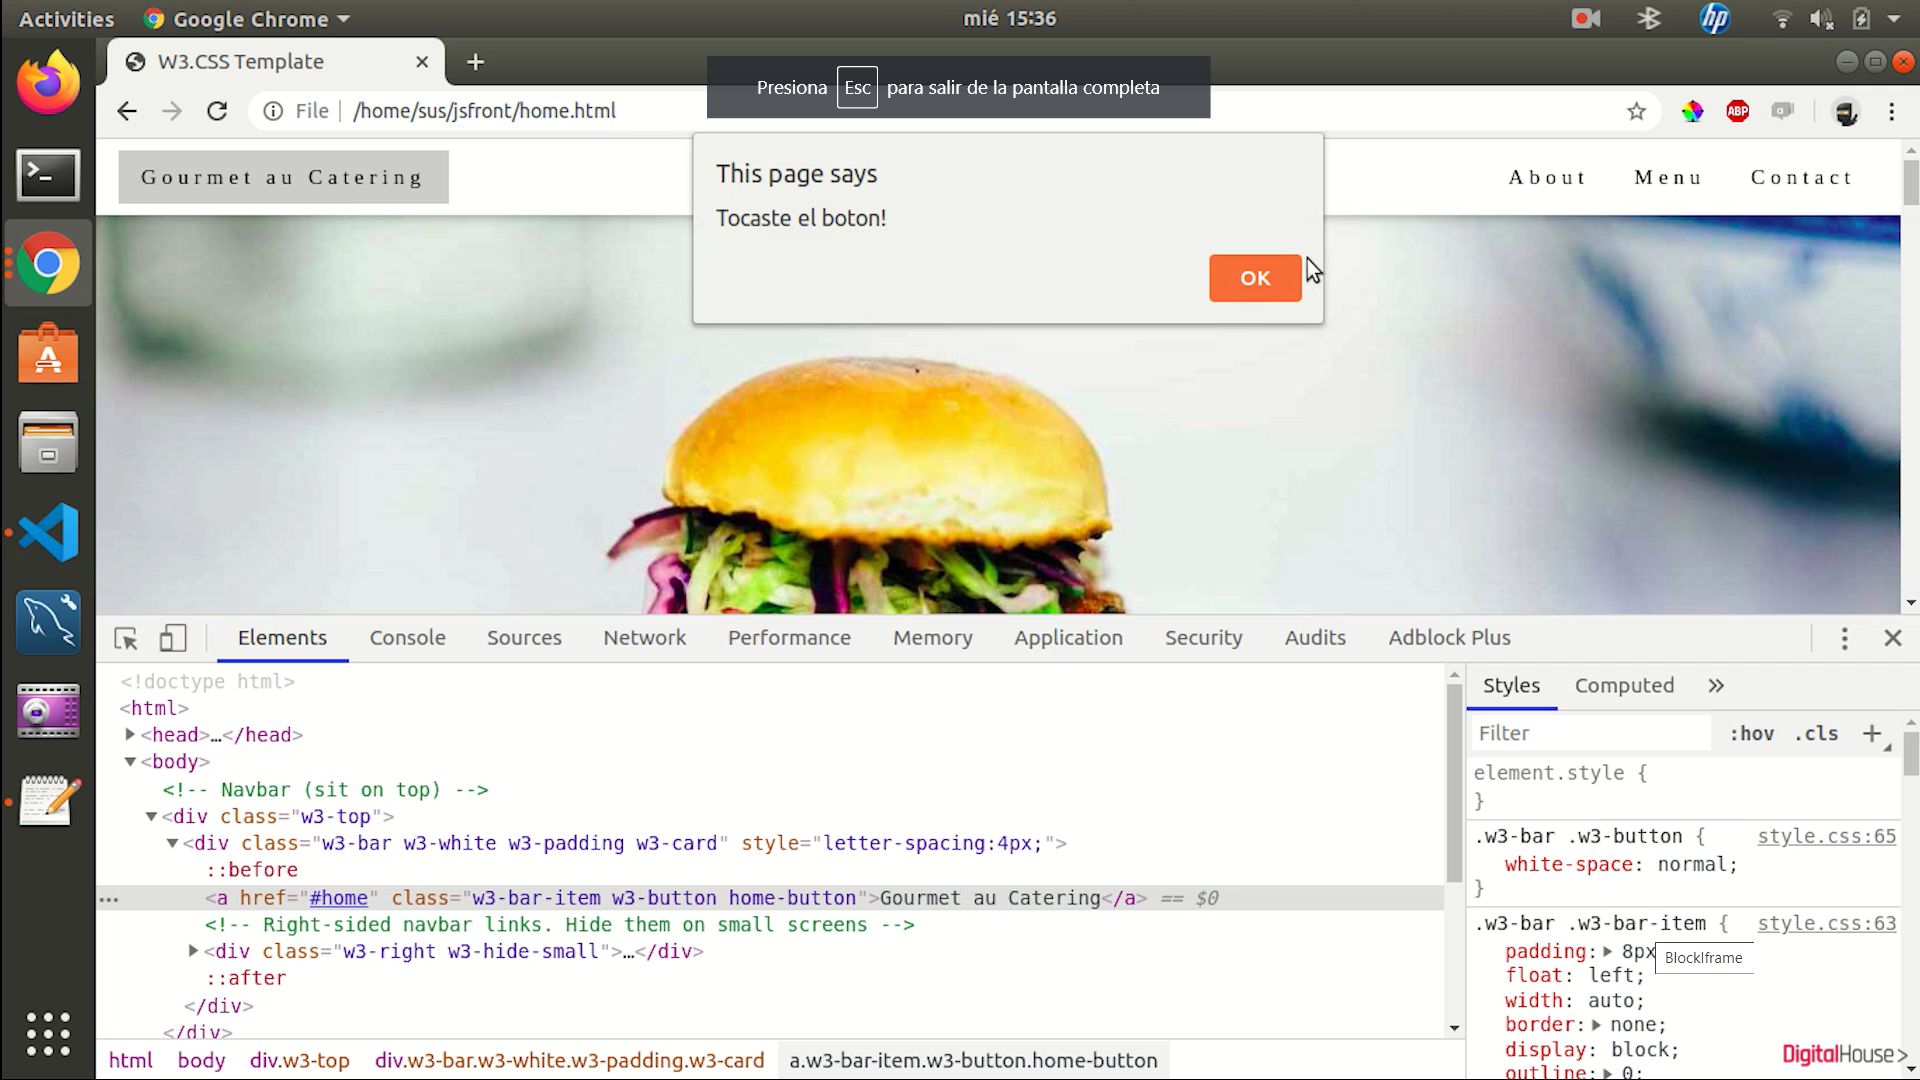 Activities Google Chrome mié 15:36
W3.CSS Template
Presiona Esc para salir de la pantalla completa
File /home/sus/jsfront/home.html
ABP
Gourmet au Catering About Menu Contact
This page says
Tocaste el boton!
OK
Elements Console Sources Network Performance Memory Application Security Audits Adblock Plus
<!doctype html>
<html>
<head>…</head>
<body>
<!-- Navbar (sit on top) -->
<div class="w3-top">
<div class="w3-bar w3-white w3-padding w3-card" style="letter-spacing:4px;">
::before
<a href="#home" class="w3-bar-item w3-button home-button">Gourmet au Catering</a> == $0
<!-- Right-sided navbar links. Hide them on small screens -->
<div class="w3-right w3-hide-small">…</div>
::after
</div>
</div>
html body div.w3-top div.w3-bar.w3-white.w3-padding.w3-card a.w3-bar-item.w3-button.home-button
Styles Computed »
Filter :hov .cls +
element.style {
}
.w3-bar .w3-button { style.css:65
white-space: normal;
}
.w3-bar .w3-bar-item { style.css:63
padding: 8px
BlockIframe
float: left;
width: auto;
border: none;
display: block;
outline: 0;
DigitalHouse>